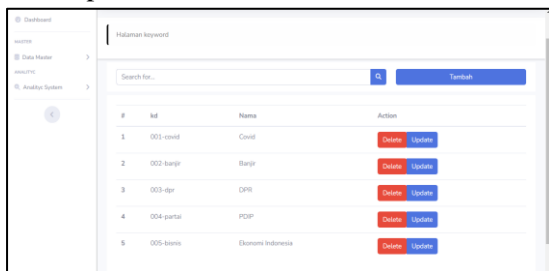 Dashboard
Halaman keyword
MASTER
Data Master
ANALITYC
Analityc System
Search for...
Tambah
# kd Nama Action
1 001-covid Covid Delete Update
2 002-banjir Banjir Delete Update
3 003-dpr DPR Delete Update
4 004-partai PDIP Delete Update
5 005-bisnis Ekonomi Indonesia Delete Update